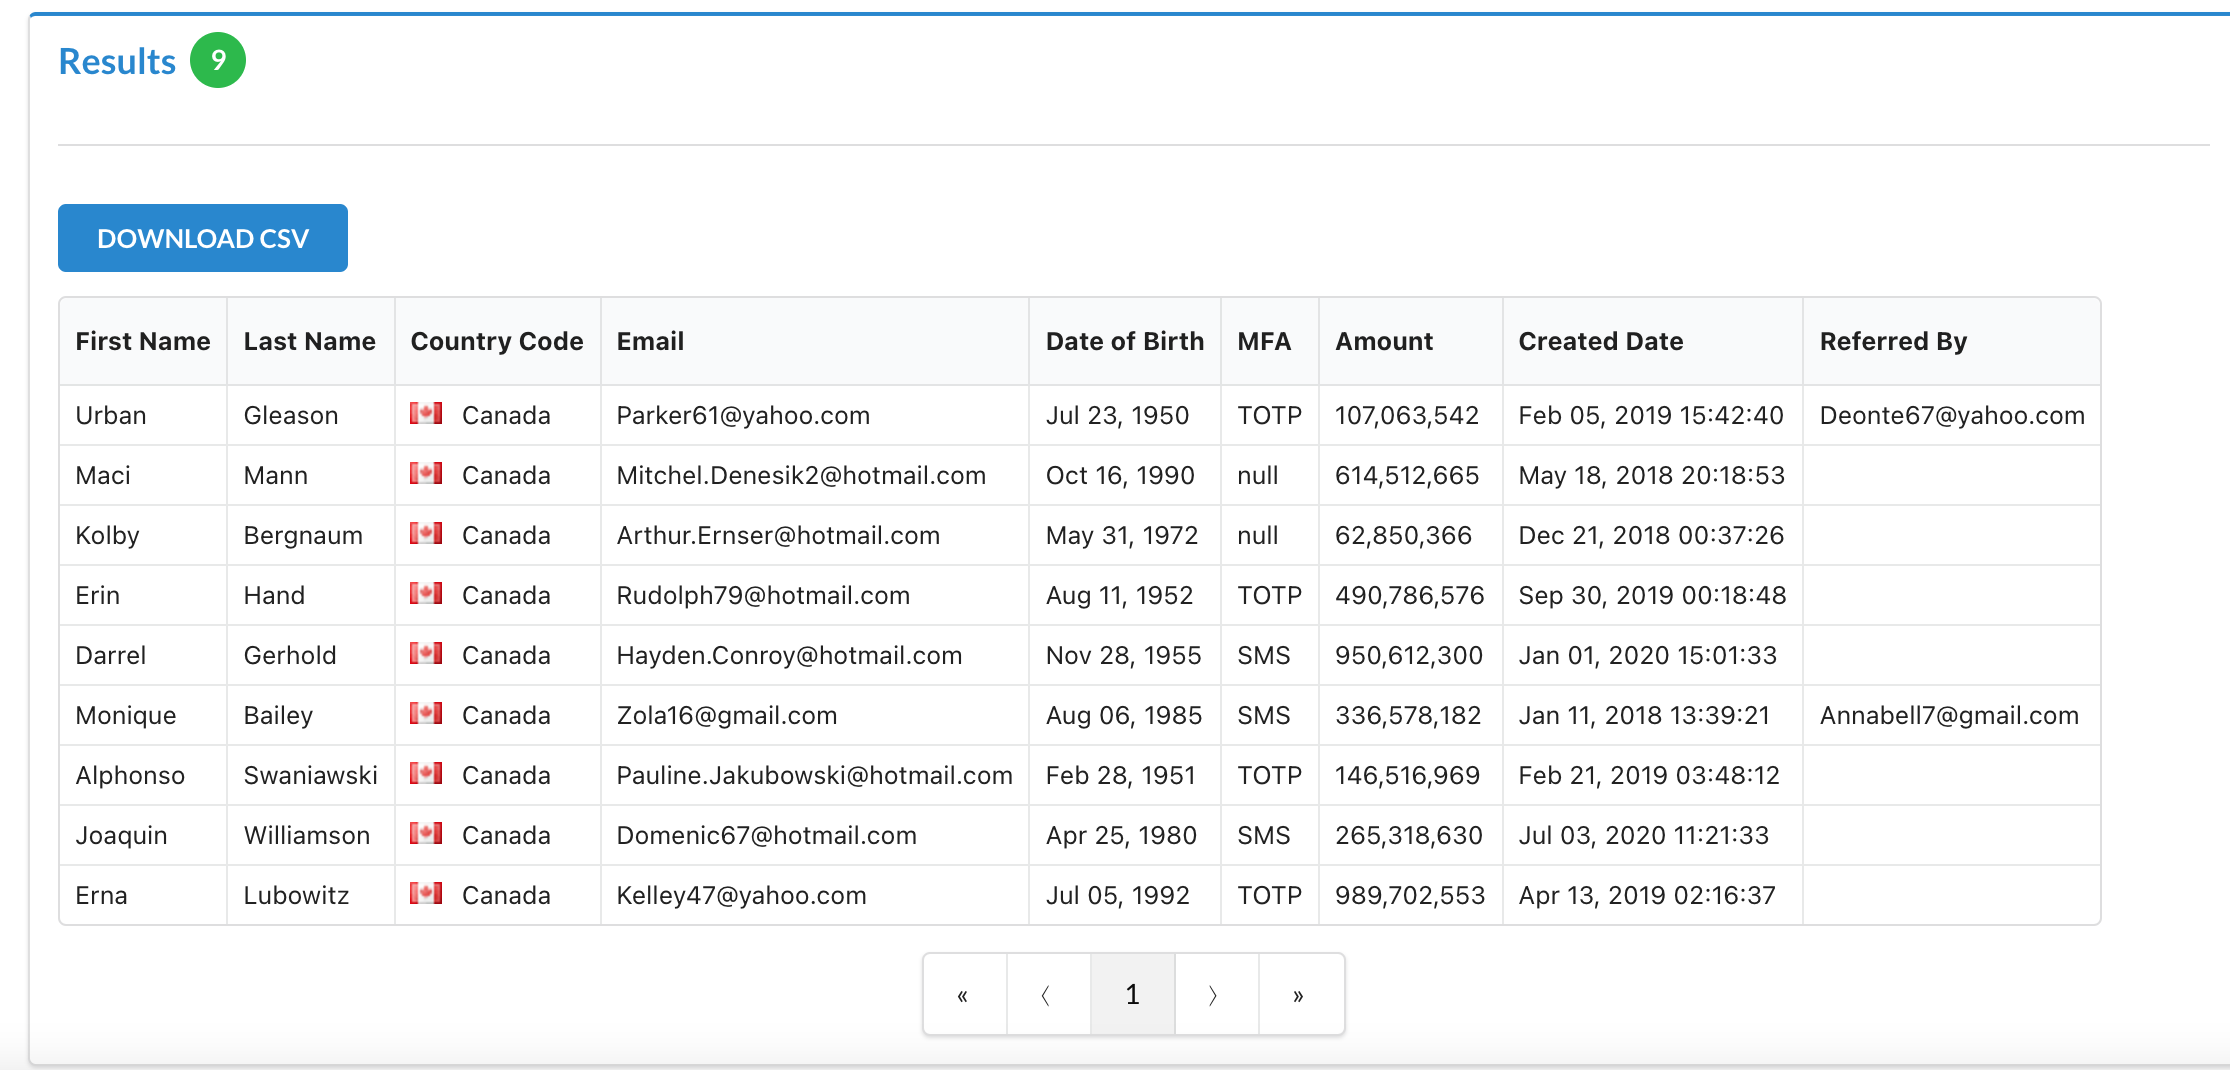 Results 9
DOWNLOAD CSV
First Name Last Name Country Code Email Date of Birth MFA Amount Created Date Referred By
Urban Gleason Canada Parker61@yahoo.com Jul 23, 1950 TOTP 107,063,542 Feb 05, 2019 15:42:40 Deonte67@yahoo.com
Maci Mann Canada Mitchel.Denesik2@hotmail.com Oct 16, 1990 null 614,512,665 May 18, 2018 20:18:53
Kolby Bergnaum Canada Arthur.Ernser@hotmail.com May 31, 1972 null 62,850,366 Dec 21, 2018 00:37:26
Erin Hand Canada Rudolph79@hotmail.com Aug 11, 1952 TOTP 490,786,576 Sep 30, 2019 00:18:48
Darrel Gerhold Canada Hayden.Conroy@hotmail.com Nov 28, 1955 SMS 950,612,300 Jan 01, 2020 15:01:33
Monique Bailey Canada Zola16@gmail.com Aug 06, 1985 SMS 336,578,182 Jan 11, 2018 13:39:21 Annabell7@gmail.com
Alphonso Swaniawski Canada Pauline.Jakubowski@hotmail.com Feb 28, 1951 TOTP 146,516,969 Feb 21, 2019 03:48:12
Joaquin Williamson Canada Domenic67@hotmail.com Apr 25, 1980 SMS 265,318,630 Jul 03, 2020 11:21:33
Erna Lubowitz Canada Kelley47@yahoo.com Jul 05, 1992 TOTP 989,702,553 Apr 13, 2019 02:16:37
« 〈 1 〉 »